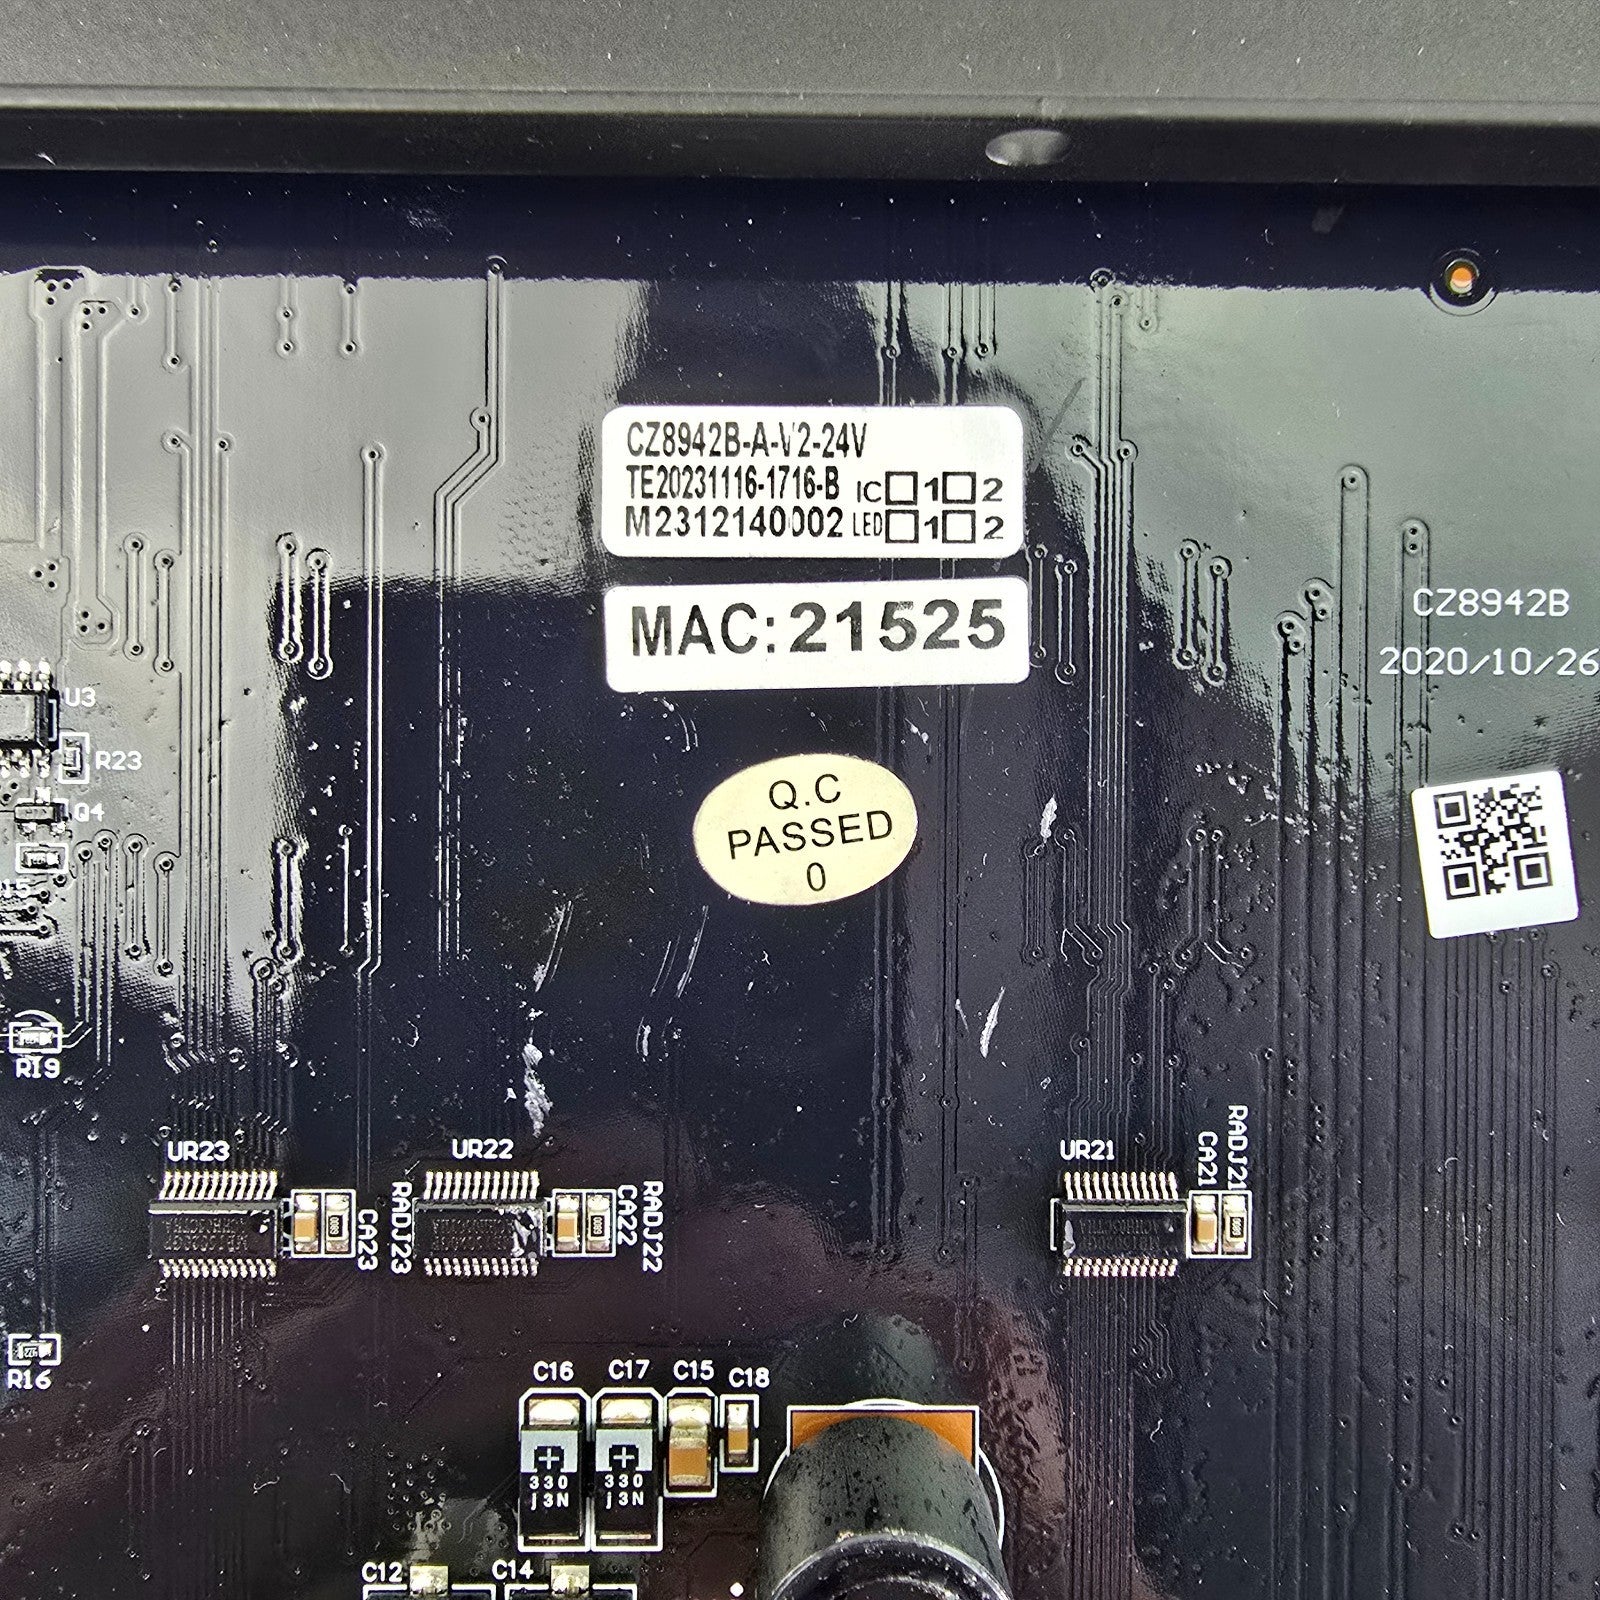 CZ8942B-A-V2-24V
TE20231116-1716-B IC 1 2
M2312140002 LED 1 2
MAC: 21525
CZ8942B
2020/10/26
Q.C
PASSED
0
U3
R23
Q4
R19
UR23
CA23
RADJ23
UR22
CA22
RADJ22
UR21
CA21
RADJ21
R16
C16
C17
C15
C18
330
j3N
330
j3N
C12
C14